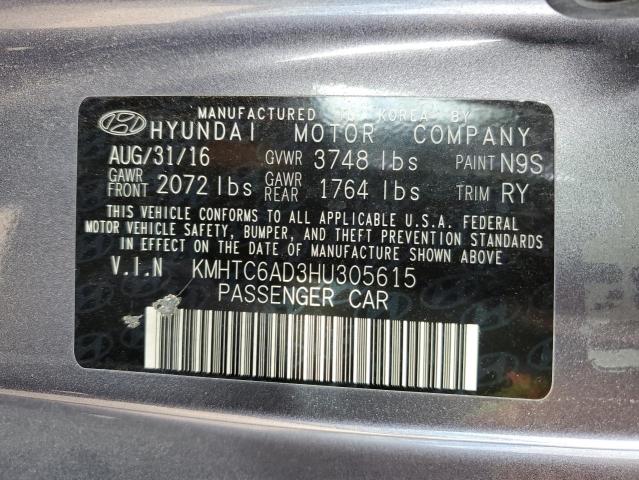 MANUFACTURED IN KOREA BY
HYUNDAI MOTOR COMPANY
AUG/31/16 GVWR 3748 lbs PAINT N9S
GAWR FRONT 2072 lbs GAWR REAR 1764 lbs TRIM RY
THIS VEHICLE CONFORMS TO ALL APPLICABLE U.S.A. FEDERAL
MOTOR VEHICLE SAFETY, BUMPER, AND THEFT PREVENTION STANDARDS
IN EFFECT ON THE DATE OF MANUFACTURE SHOWN ABOVE.
V.I.N KMHTC6AD3HU305615
PASSENGER CAR